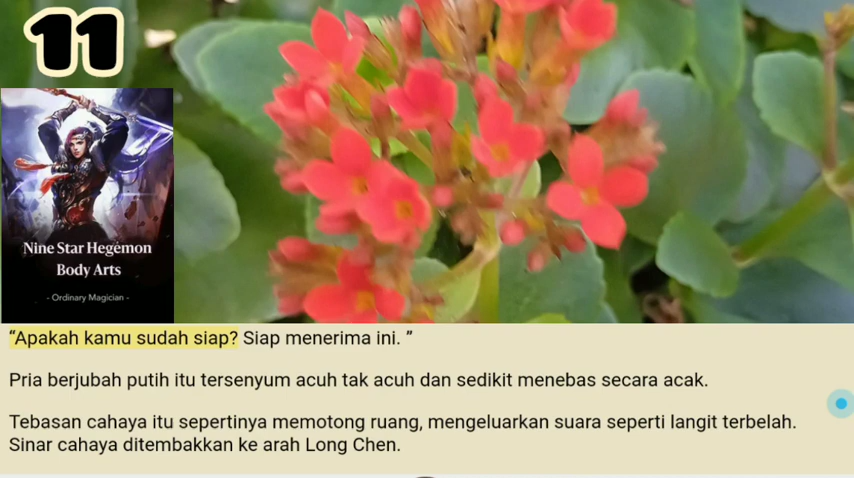 11
Nine Star Hegemon
Body Arts
- Ordinary Magician -
“Apakah kamu sudah siap? Siap menerima ini. ”
Pria berjubah putih itu tersenyum acuh tak acuh dan sedikit menebas secara acak.
Tebasan cahaya itu sepertinya memotong ruang, mengeluarkan suara seperti langit terbelah.
Sinar cahaya ditembakkan ke arah Long Chen.